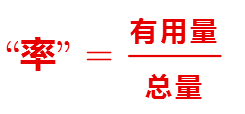 “率” = 有用量
总量